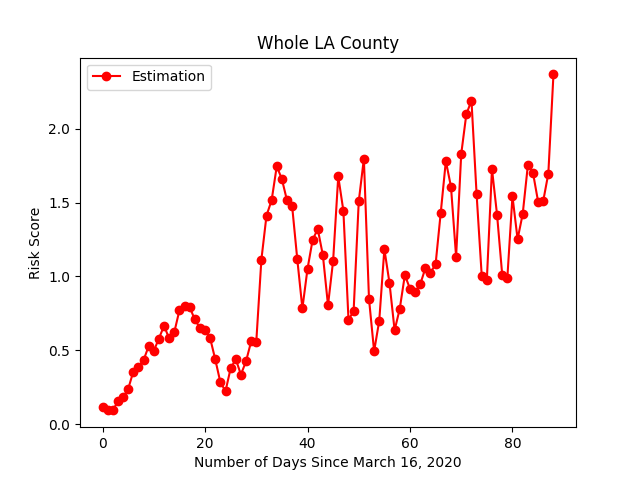 Whole LA County
Estimation
Risk Score
2.0
1.5
1.0
0.5
0.0
0 20 40 60 80
Number of Days Since March 16, 2020